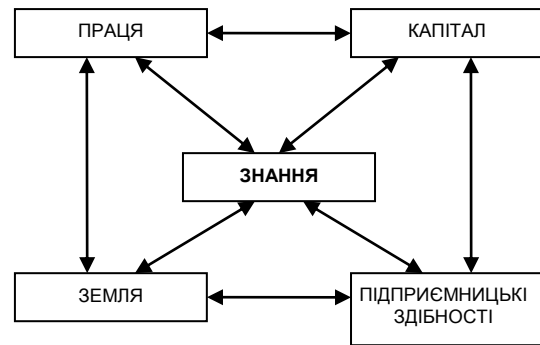 ПРАЦЯ
КАПІТАЛ
ЗНАННЯ
ЗЕМЛЯ
ПІДПРИЄМНИЦЬКІ
ЗДІБНОСТІ